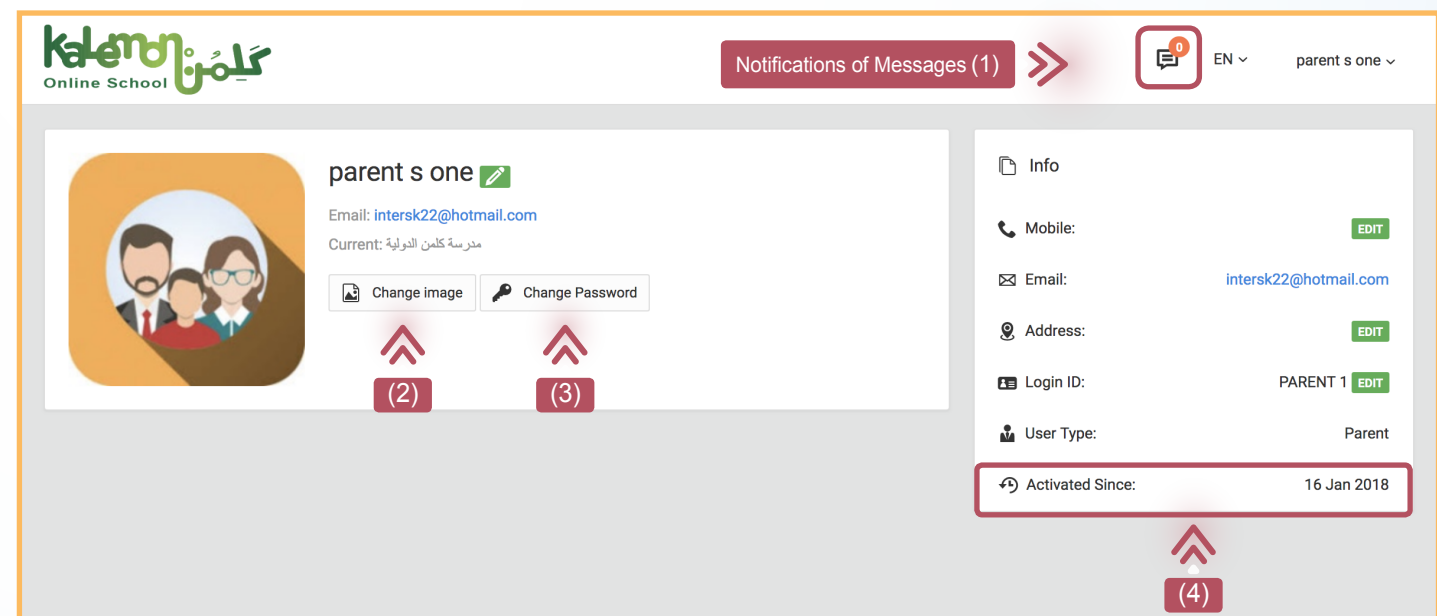 Kalemon كَلِمُن
Online School
Notifications of Messages (1)
0
EN
parent s one
parent s one
Email: intersk22@hotmail.com
Current: مدرسة كلمن الدولية
Change image
Change Password
(2)
(3)
Info
Mobile: EDIT
Email: intersk22@hotmail.com
Address: EDIT
Login ID: PARENT 1 EDIT
User Type: Parent
Activated Since: 16 Jan 2018
(4)